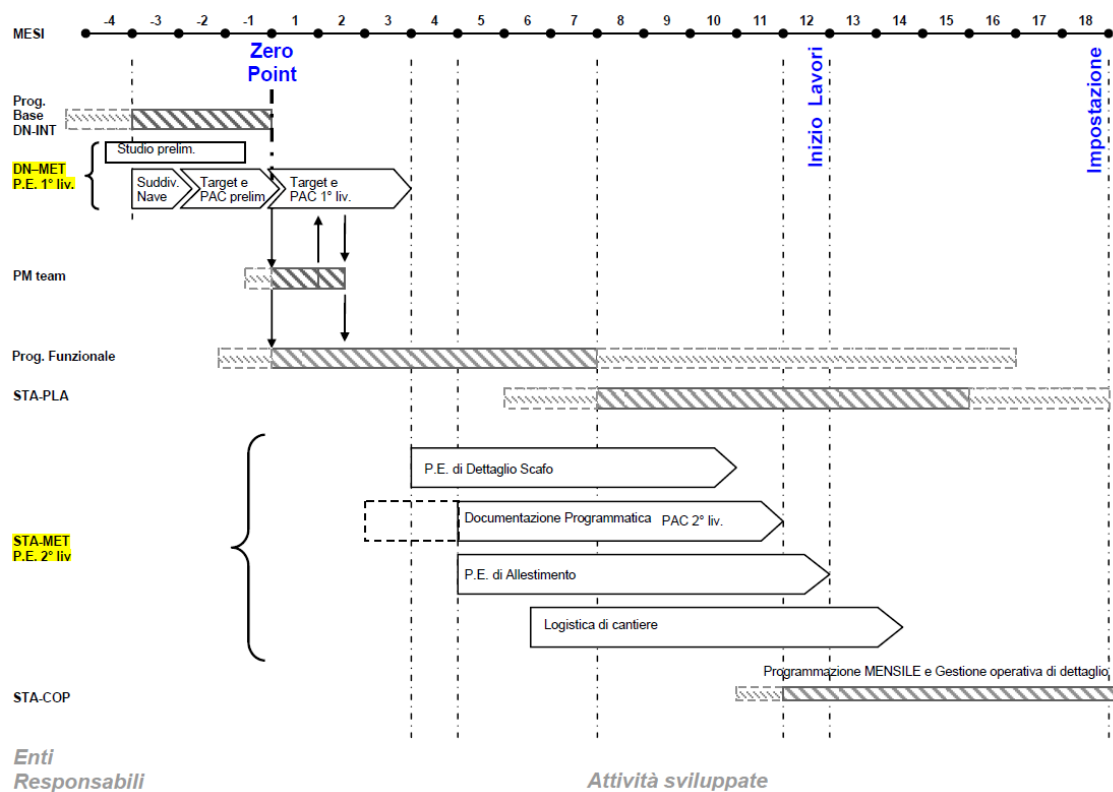 MESI -4 -3 -2 -2 1 2 3 4 5 6 7 8 9 10 11 12 13 14 15 16 17 18
Zero
Point
Inizio Lavori
Impostazione
Prog.
Base
DN-INT
Studio prelim.
DN–MET
P.E. 1° liv.
Suddiv.
Nave
Target e
PAC prelim.
Target e
PAC 1° liv.
PM team
Prog. Funzionale
STA-PLA
P.E. di Dettaglio Scafo
Documentazione Programmatica PAC 2° liv.
STA-MET
P.E. 2° liv
P.E. di Allestimento
Logistica di cantiere
Programmazione MENSILE e Gestione operativa di dettaglio
STA-COP
Enti
Responsabili
Attività sviluppate